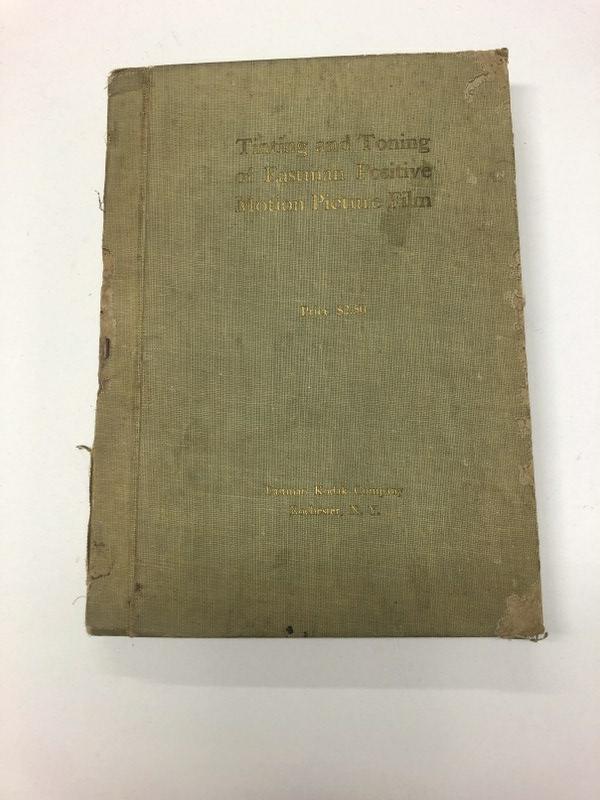 Tinting and Toning
of Eastman Positive
Motion Picture Film
Price $2.50
Eastman Kodak Company
Rochester, N. Y.